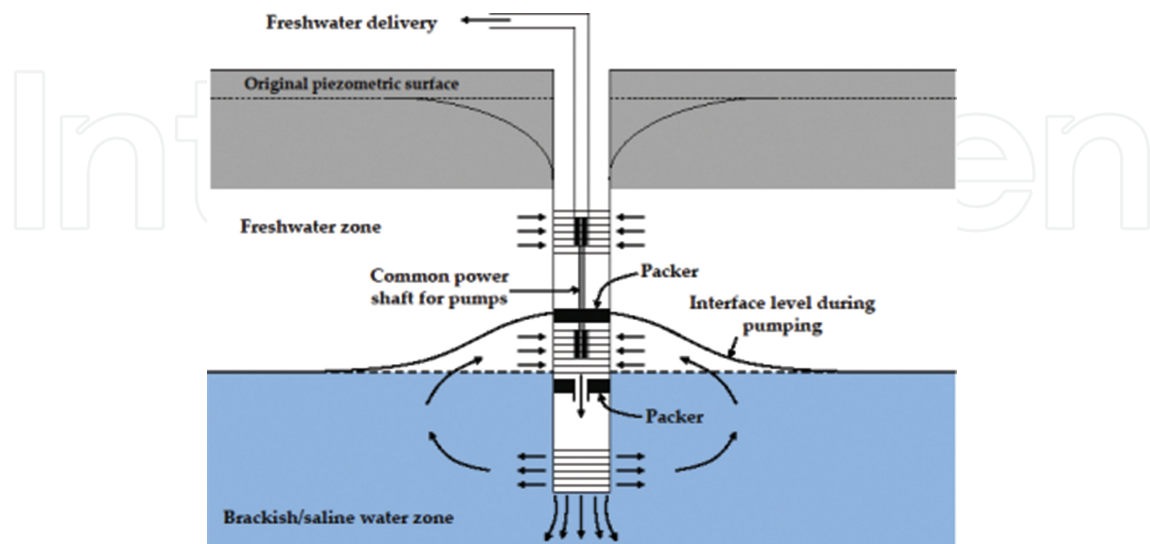 Freshwater delivery
Original piezometric surface
Freshwater zone
Common power
shaft for pumps
Packer
Interface level during
pumping
Packer
Brackish/saline water zone